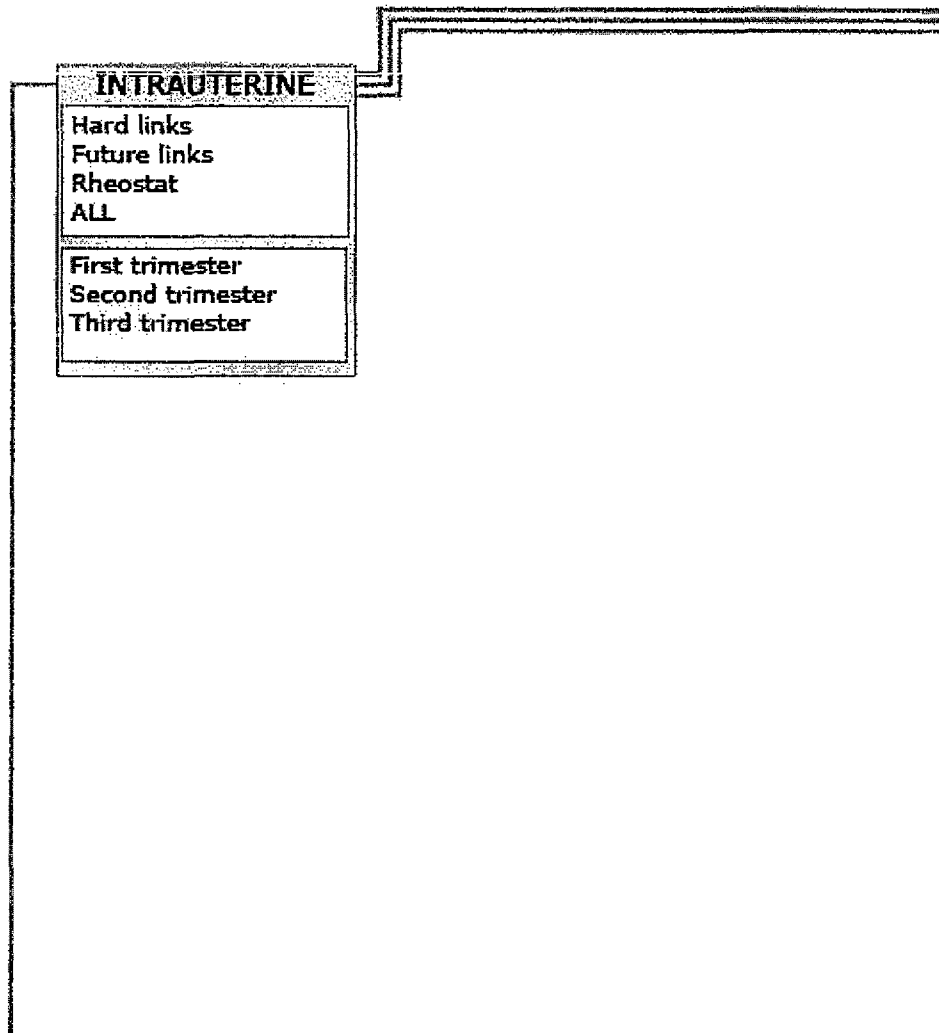 INTRAUTERINE
Hard links
Future links
Rheostat
ALL
First trimester
Second trimester
Third trimester